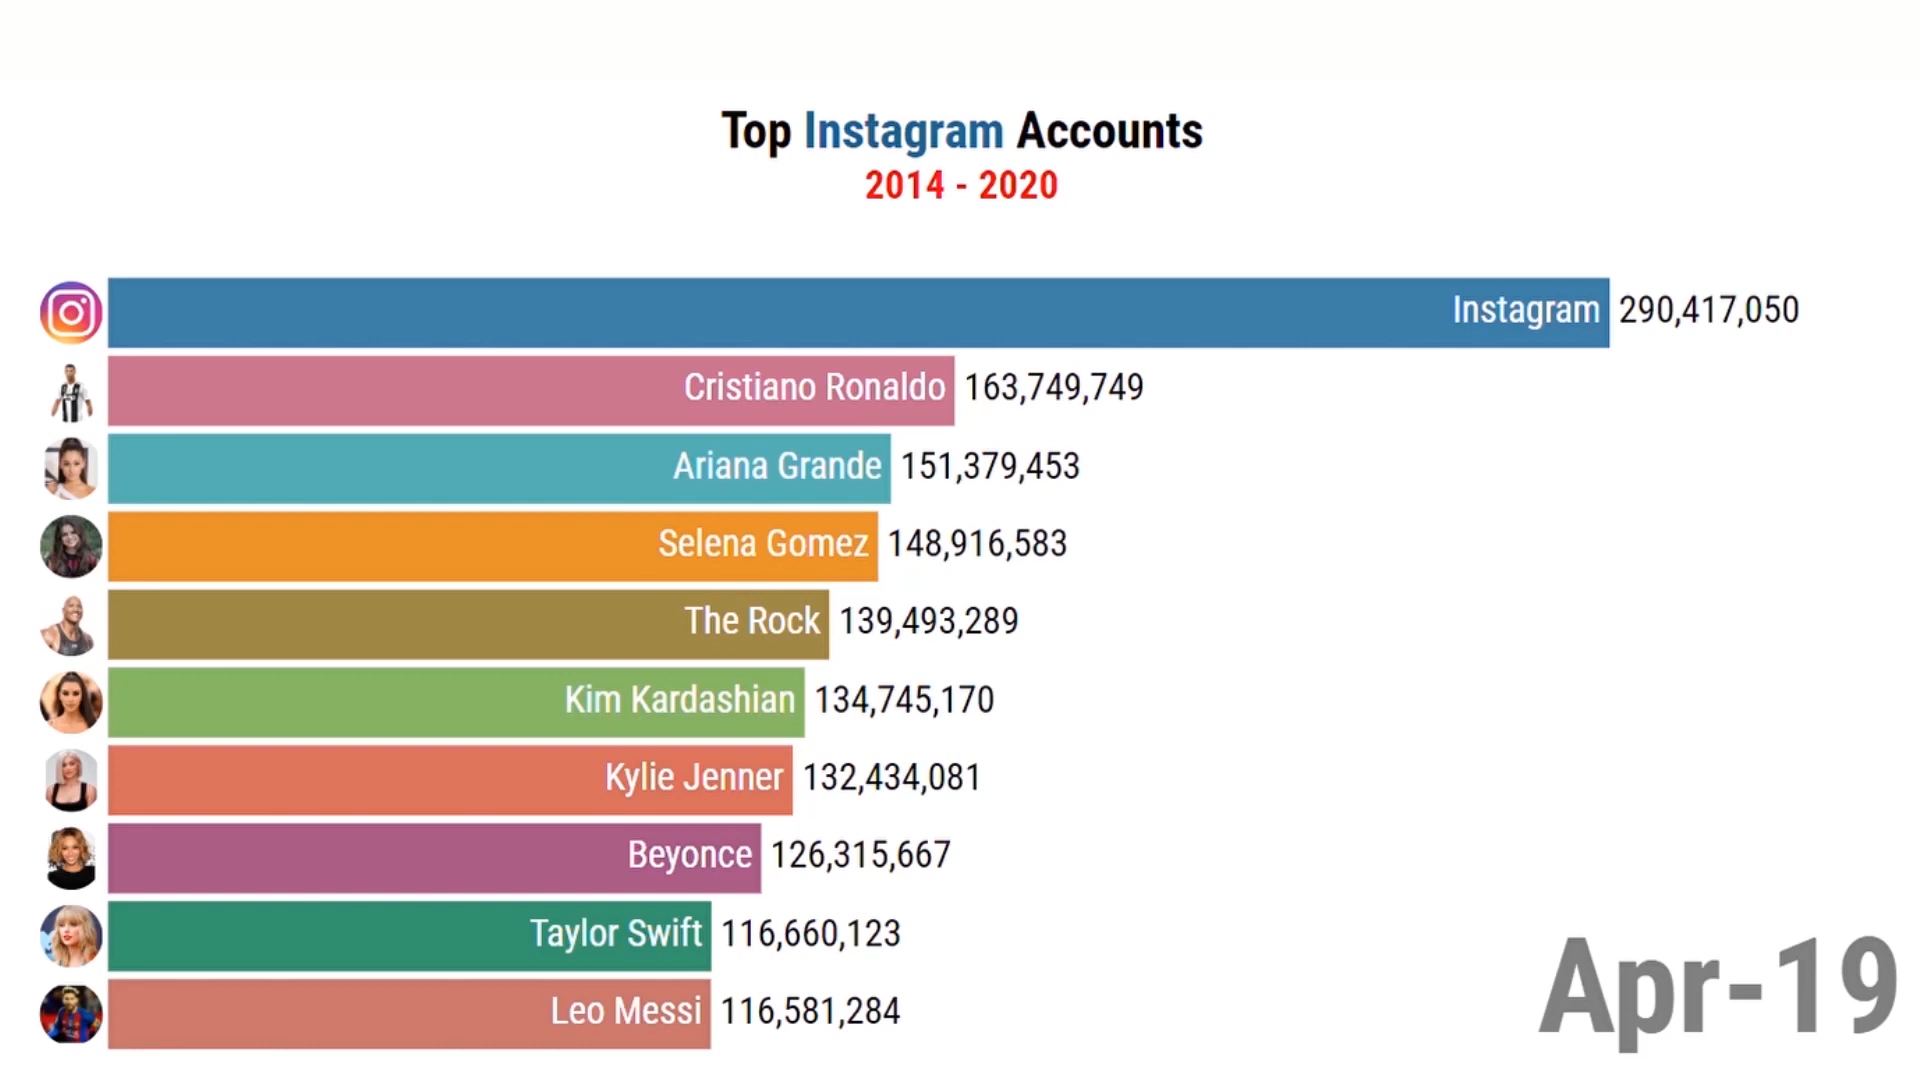 Top Instagram Accounts
2014 - 2020
Instagram 290,417,050
Cristiano Ronaldo 163,749,749
Ariana Grande 151,379,453
Selena Gomez 148,916,583
The Rock 139,493,289
Kim Kardashian 134,745,170
Kylie Jenner 132,434,081
Beyonce 126,315,667
Taylor Swift 116,660,123
Leo Messi 116,581,284
Apr-19